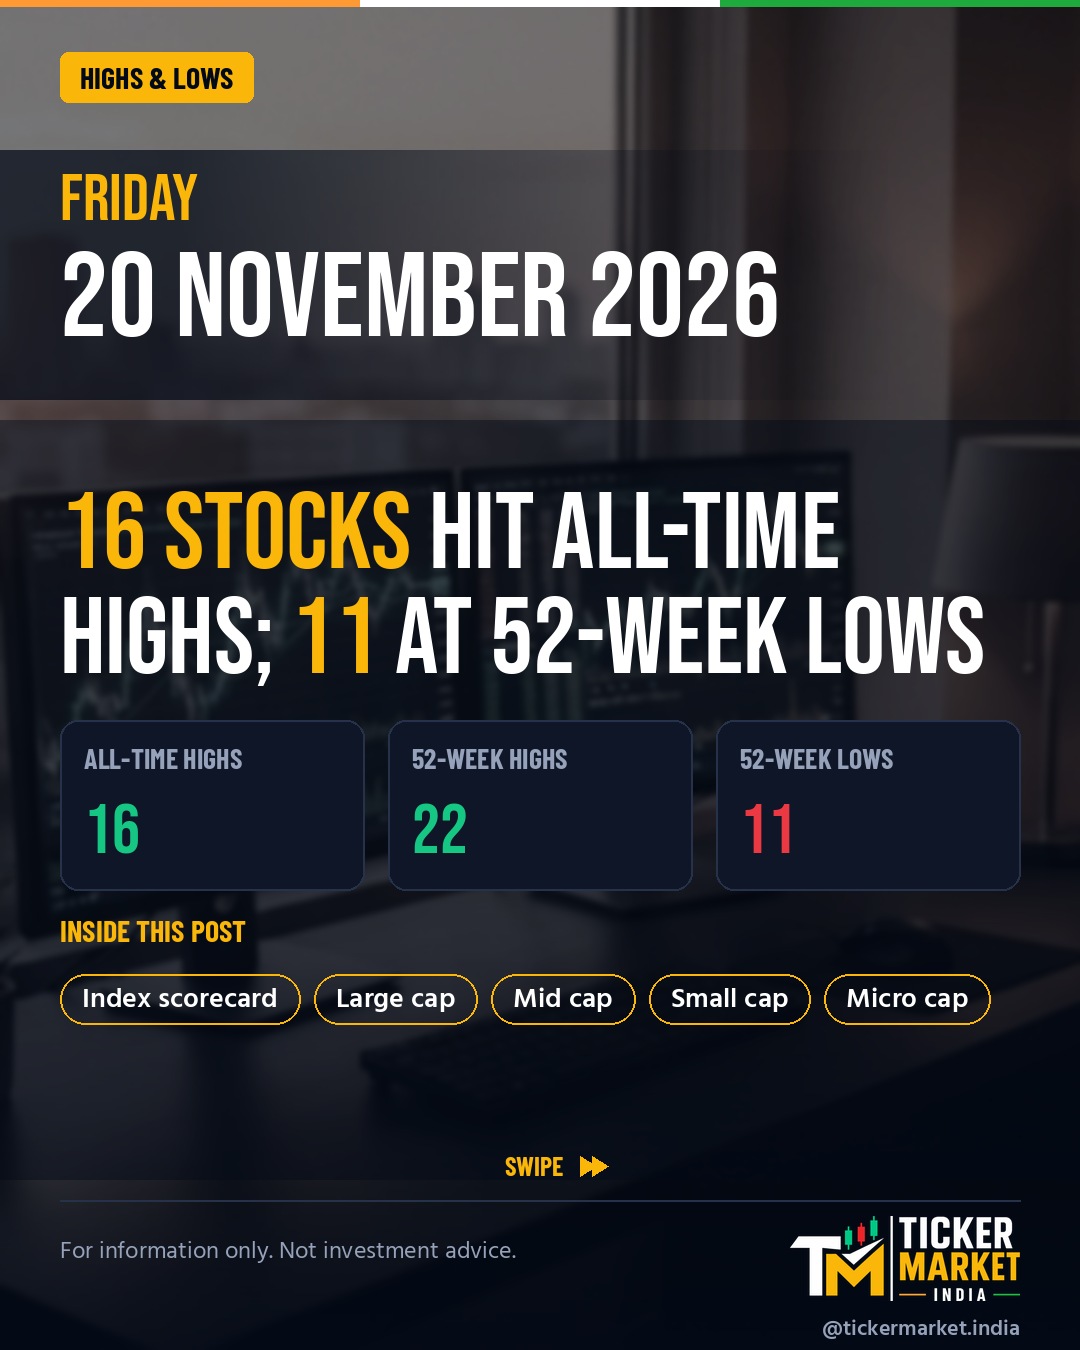 HIGHS & LOWS
FRIDAY
20 NOVEMBER 2026
16 STOCKS HIT ALL-TIME
HIGHS; 11 AT 52-WEEK LOWS
ALL-TIME HIGHS
16
52-WEEK HIGHS
22
52-WEEK LOWS
11
INSIDE THIS POST
Index scorecard
Large cap
Mid cap
Small cap
Micro cap
SWIPE
For information only. Not investment advice.
TM
TICKER
MARKET
INDIA
@tickermarket.india